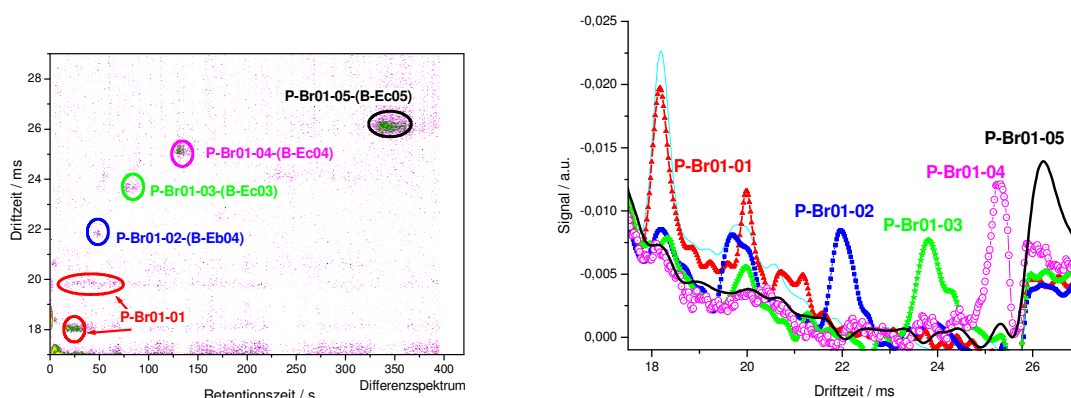 Driftzeit / ms
28
26
24
22
20
18
P-Br01-05-(B-Ec05)
P-Br01-04-(B-Ec04)
P-Br01-03-(B-Ec03)
P-Br01-02-(B-Eb04)
P-Br01-01
0 50 100 150 200 250 300 350 400
Differenzspektrum
Retentionszeit / s
Signal / a.u.
-0,025
-0,020
-0,015
-0,010
-0,005
0,000
P-Br01-01
P-Br01-02
P-Br01-03
P-Br01-04
P-Br01-05
18 19 20 21 22 24 26
Driftzeit / ms